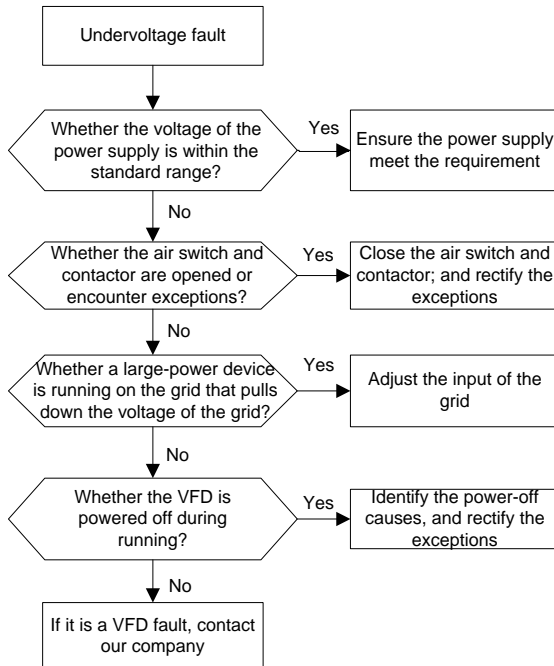 Undervoltage fault
Whether the voltage of the
power supply is within the
standard range?
Yes
Ensure the power supply
meet the requirement
No
Whether the air switch and
contactor are opened or
encounter exceptions?
Yes
Close the air switch and
contactor; and rectify the
exceptions
No
Whether a large-power device
is running on the grid that pulls
down the voltage of the grid?
Yes
Adjust the input of the
grid
No
Whether the VFD is
powered off during
running?
Yes
Identify the power-off
causes, and rectify the
exceptions
No
If it is a VFD fault, contact
our company